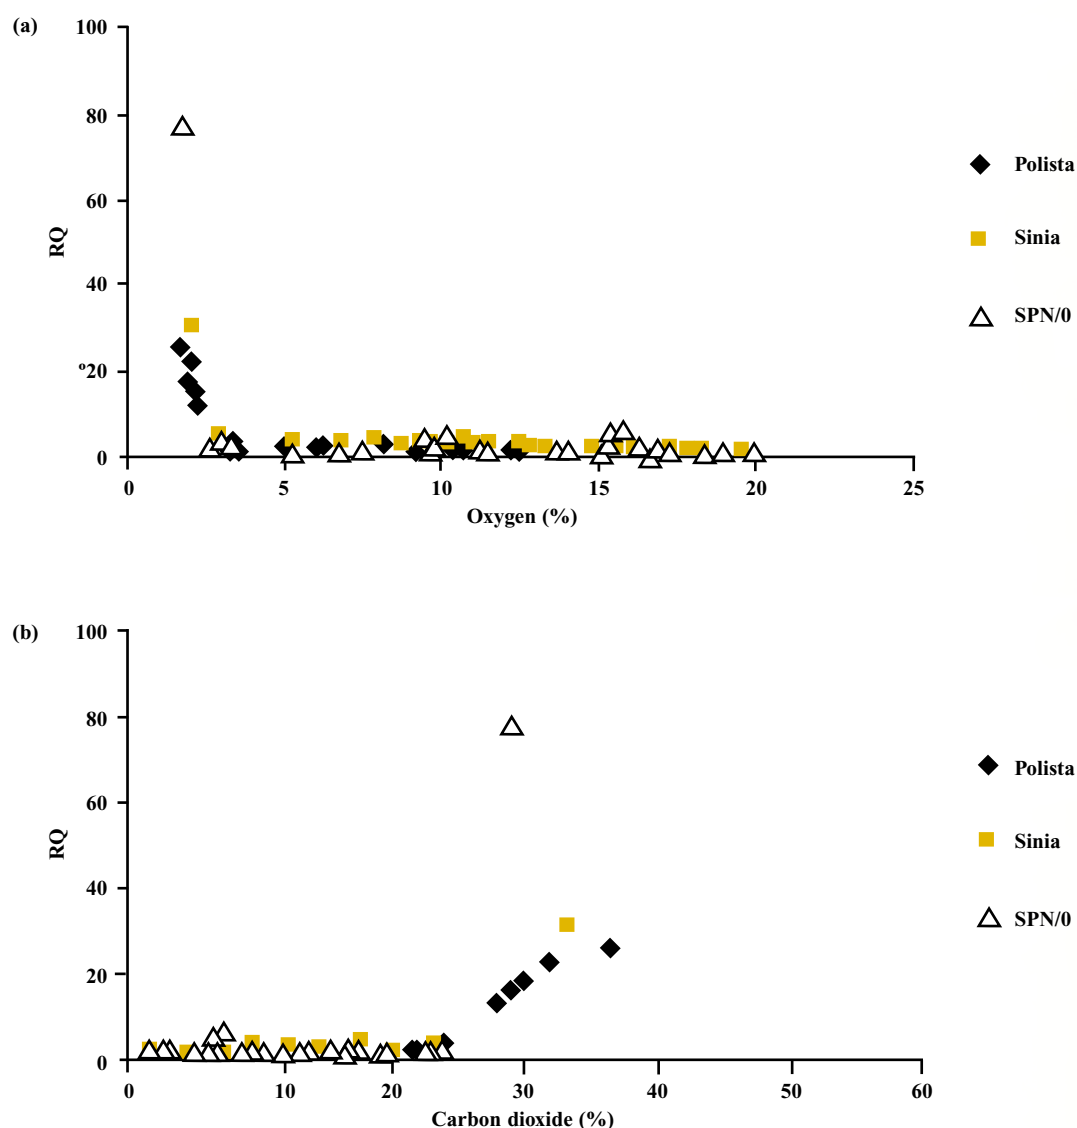 (a)
100
80
60
40
º20
0
RQ
0 5 10 15 20 25
Oxygen (%)
Polista
Sinia
SPN/0
(b)
100
80
60
40
20
0
RQ
0 10 20 30 40 50 60
Carbon dioxide (%)
Polista
Sinia
SPN/0